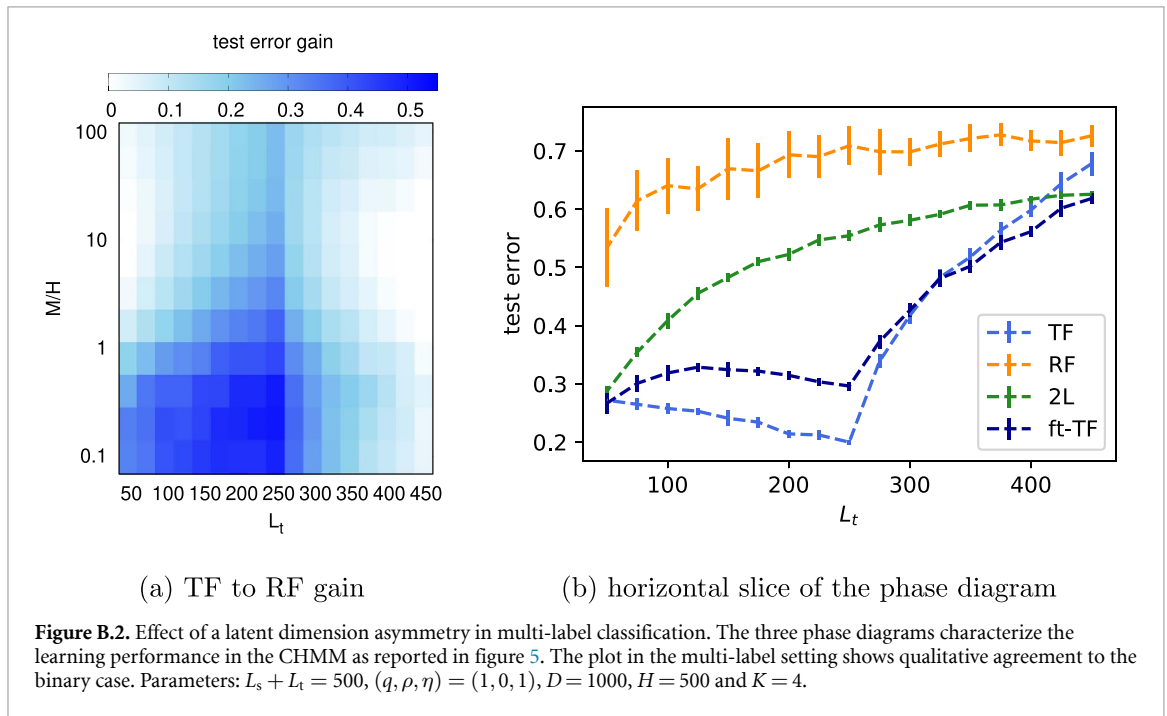 test error gain
0 0.1 0.2 0.3 0.4 0.5
100
10
1
0.1
M/H
50 100 150 200 250 300 350 400 450
L_t
(a) TF to RF gain
0.7
0.6
0.5
0.4
0.3
0.2
test error
100 200 300 400
L_t
TF
RF
2L
ft-TF
(b) horizontal slice of the phase diagram
Figure B.2. Effect of a latent dimension asymmetry in multi-label classification. The three phase diagrams characterize the
learning performance in the CHMM as reported in figure 5. The plot in the multi-label setting shows qualitative agreement to the
binary case. Parameters: L_s + L_t = 500, (q, ρ, η) = (1, 0, 1), D = 1000, H = 500 and K = 4.